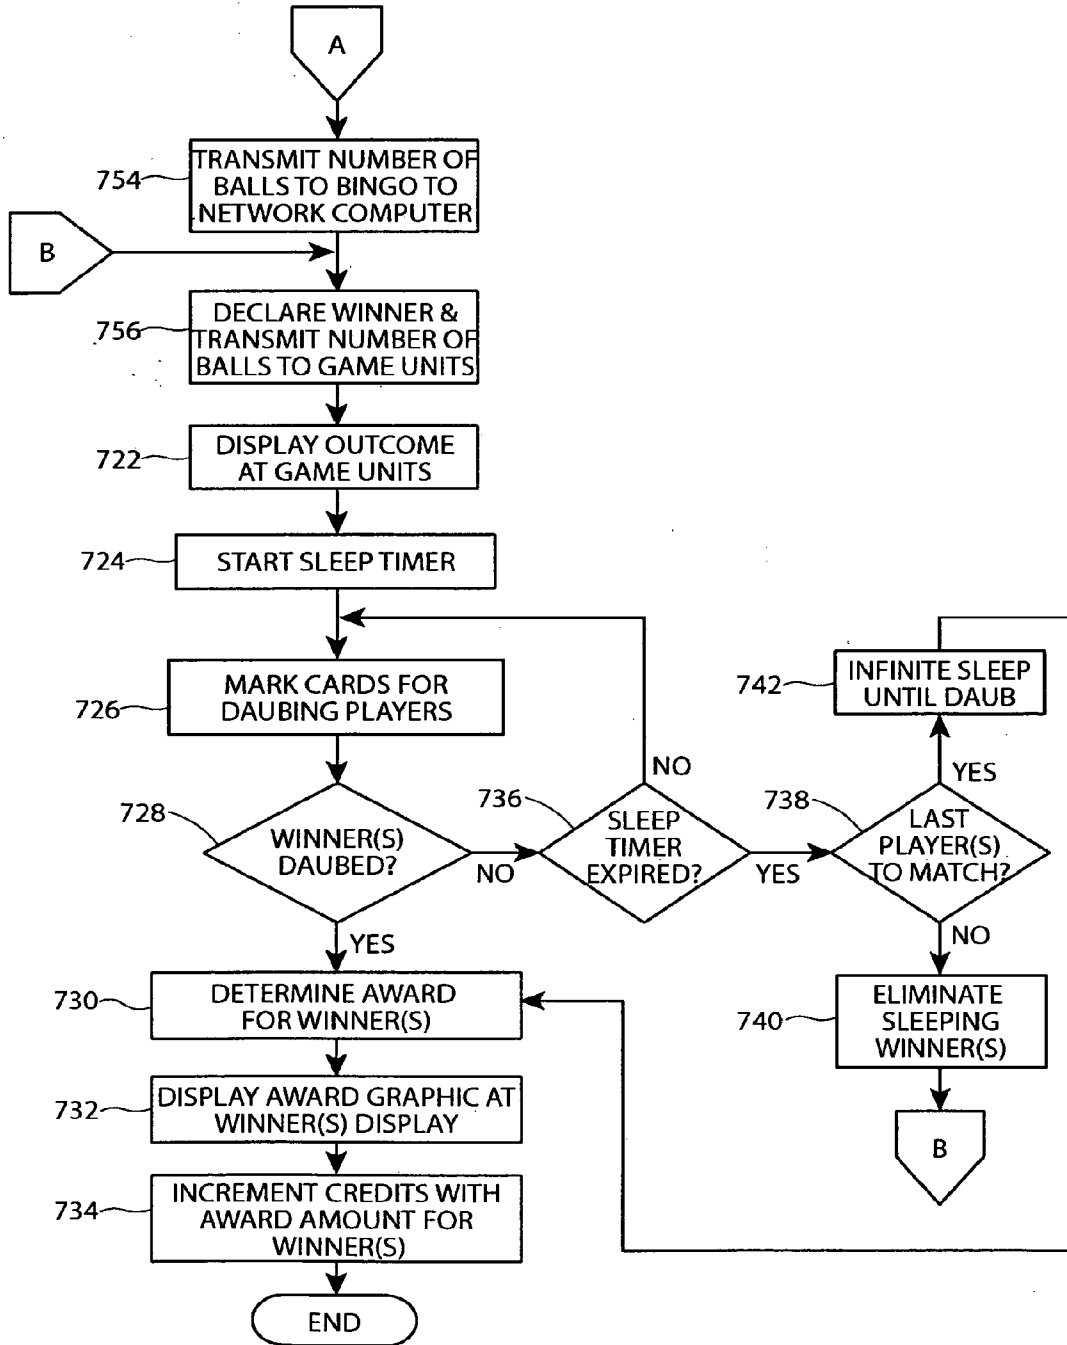 A
754
TRANSMIT NUMBER OF
BALLS TO BINGO TO
NETWORK COMPUTER
B
756
DECLARE WINNER &
TRANSMIT NUMBER OF
BALLS TO GAME UNITS
722
DISPLAY OUTCOME
AT GAME UNITS
724
START SLEEP TIMER
726
MARK CARDS FOR
DAUBING PLAYERS
742
INFINITE SLEEP
UNTIL DAUB
728
WINNER(S)
DAUBED?
NO
YES
736
SLEEP
TIMER
EXPIRED?
NO
YES
738
LAST
PLAYER(S)
TO MATCH?
YES
NO
730
DETERMINE AWARD
FOR WINNER(S)
740
ELIMINATE
SLEEPING
WINNER(S)
732
DISPLAY AWARD GRAPHIC AT
WINNER(S) DISPLAY
B
734
INCREMENT CREDITS WITH
AWARD AMOUNT FOR
WINNER(S)
END